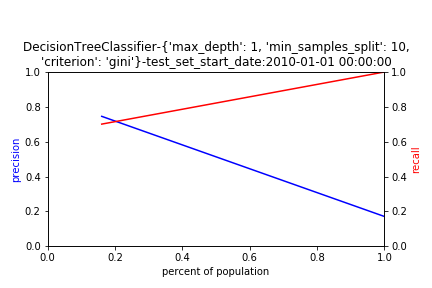 DecisionTreeClassifier-{'max_depth': 1, 'min_samples_split': 10,
'criterion': 'gini'}-test_set_start_date:2010-01-01 00:00:00
1.0
0.8
0.6
0.4
0.2
0.0
precision
1.0
0.8
0.6
0.4
0.2
0.0
recall
0.0 0.2 0.4 0.6 0.8 1.0
percent of population